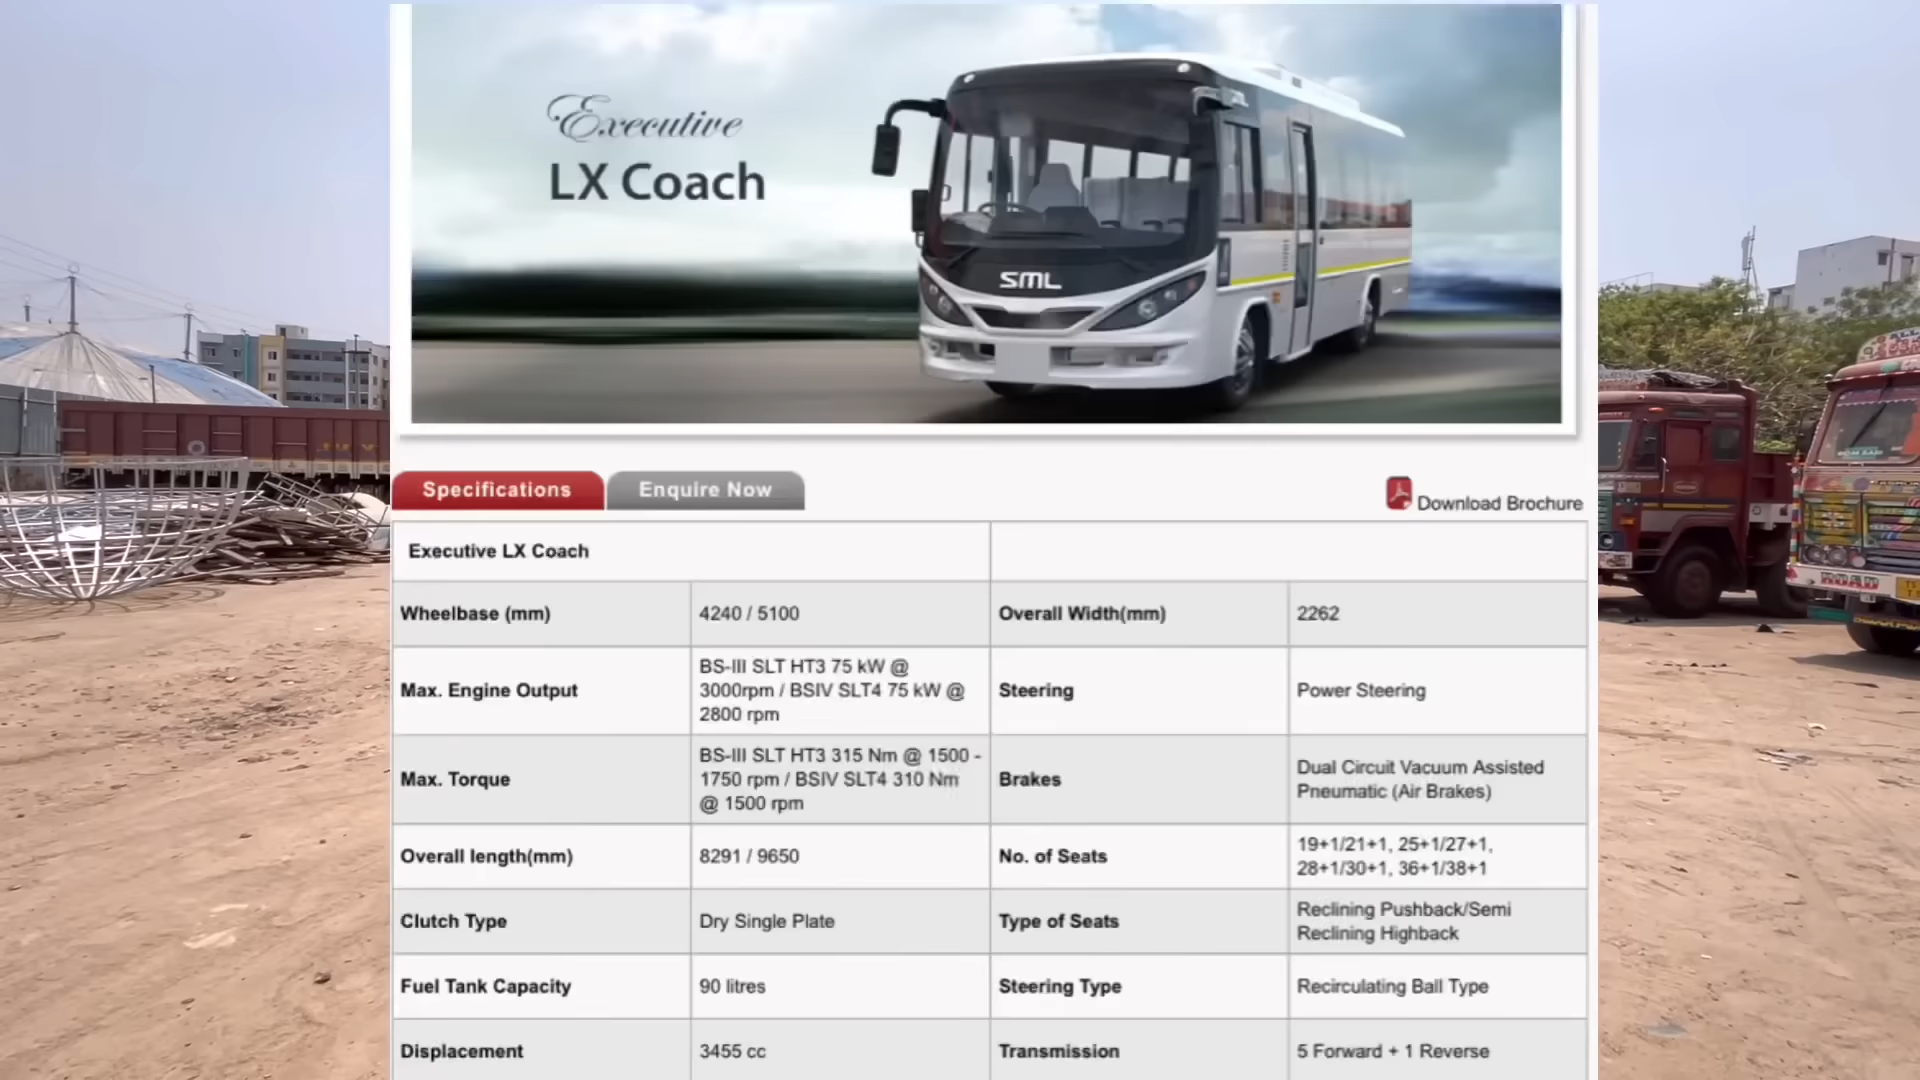 Executive
LX Coach
SML
Specifications
Enquire Now
Download Brochure
Executive LX Coach
Wheelbase (mm)
4240 / 5100
Overall Width(mm)
2262
Max. Engine Output
BS-III SLT HT3 75 kW @
3000rpm / BSIV SLT4 75 kW @
2800 rpm
Steering
Power Steering
Max. Torque
BS-III SLT HT3 315 Nm @ 1500 -
1750 rpm / BSIV SLT4 310 Nm
@ 1500 rpm
Brakes
Dual Circuit Vacuum Assisted
Pneumatic (Air Brakes)
Overall length(mm)
8291 / 9650
No. of Seats
19+1/21+1, 25+1/27+1,
28+1/30+1, 36+1/38+1
Clutch Type
Dry Single Plate
Type of Seats
Reclining Pushback/Semi
Reclining Highback
Fuel Tank Capacity
90 litres
Steering Type
Recirculating Ball Type
Displacement
3455 cc
Transmission
5 Forward + 1 Reverse
ROAD